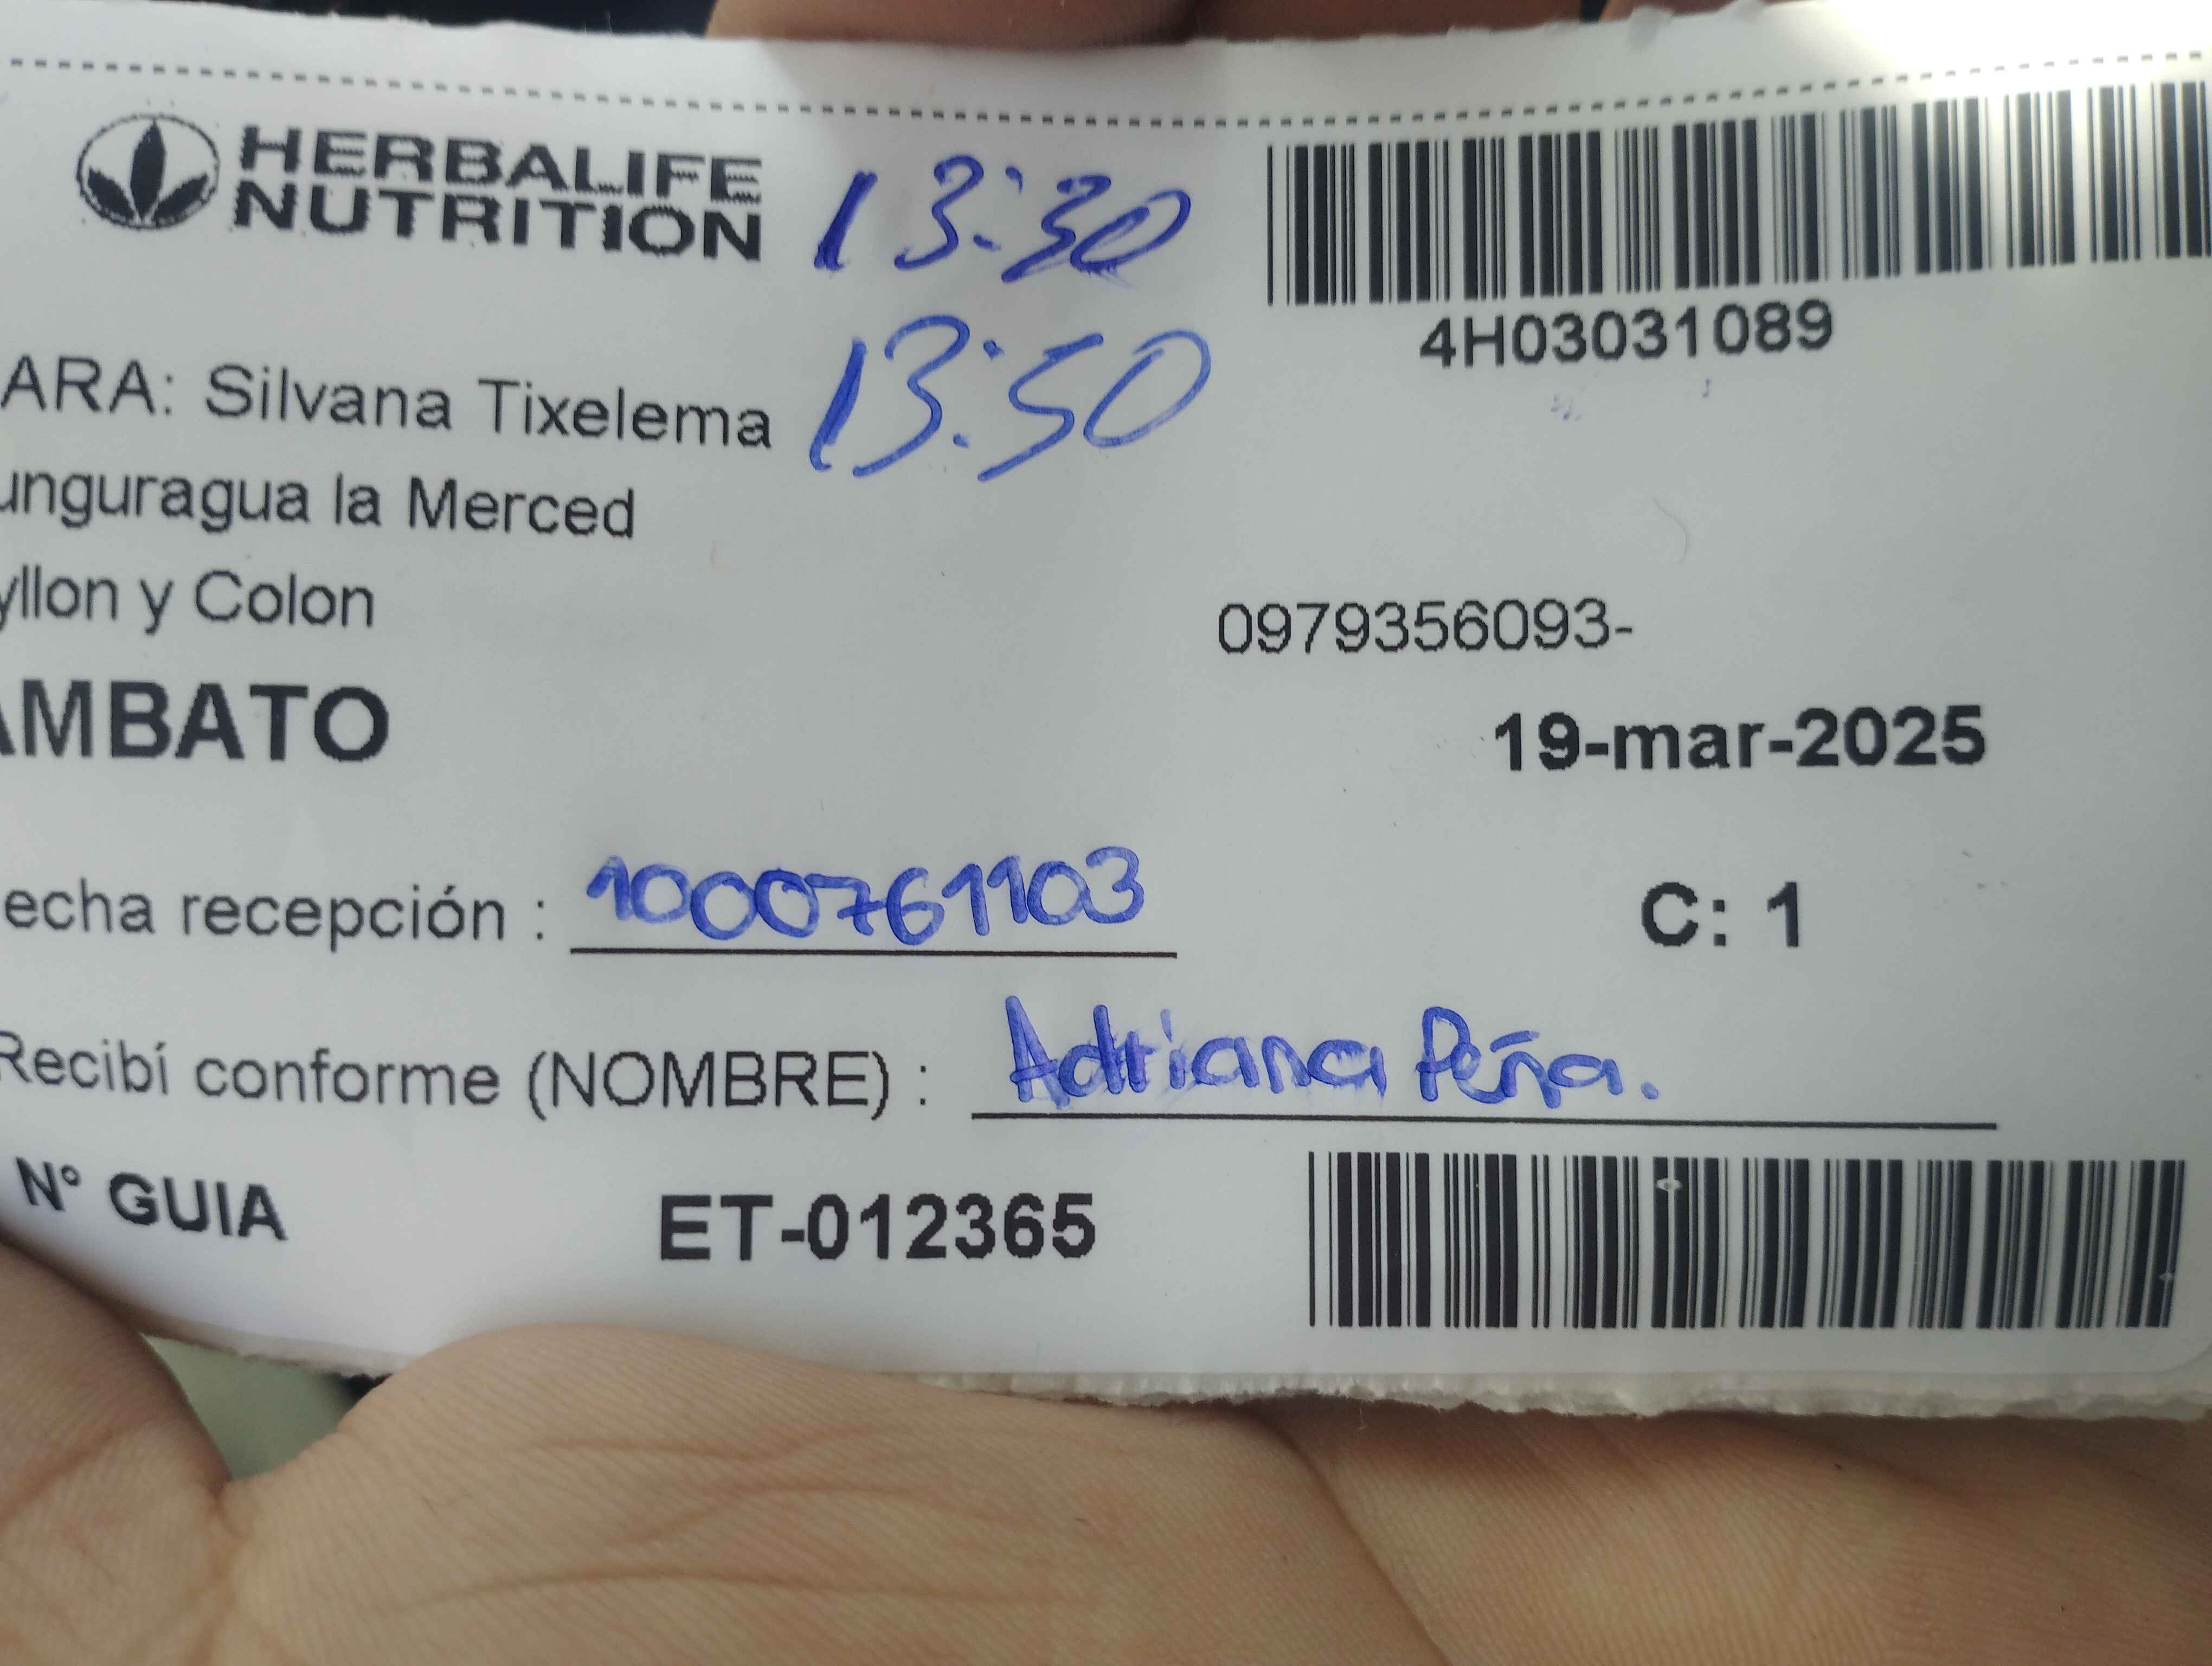 HERBALIFE
NUTRITION
13:30
4H03031089
ARA: Silvana Tixelema
13:50
unguragua la Merced
yllon y Colon
0979356093-
AMBATO
19-mar-2025
echa recepción : 1000761103
C: 1
Recibí conforme (NOMBRE) : Adriana Peña.
N° GUIA
ET-012365